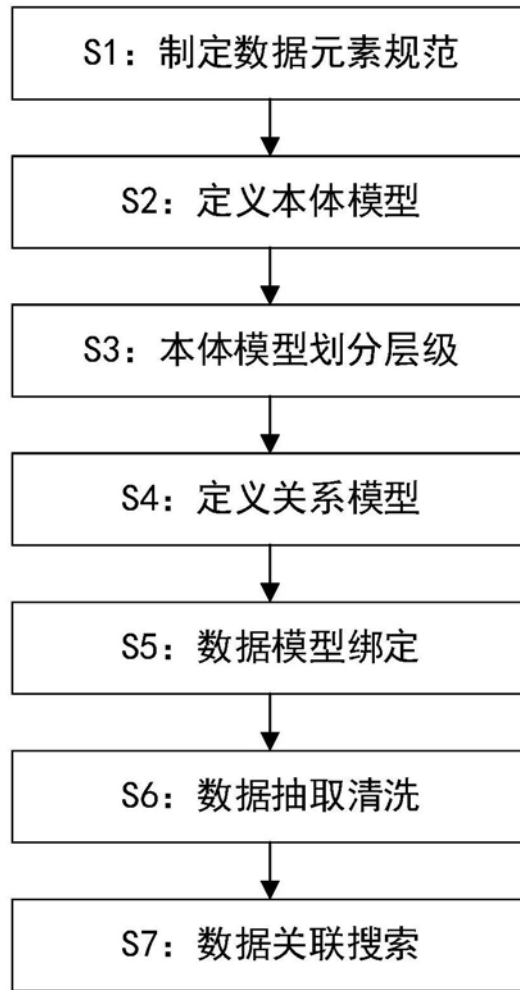 S1：制定数据元素规范
S2：定义本体模型
S3：本体模型划分层级
S4：定义关系模型
S5：数据模型绑定
S6：数据抽取清洗
S7：数据关联搜索